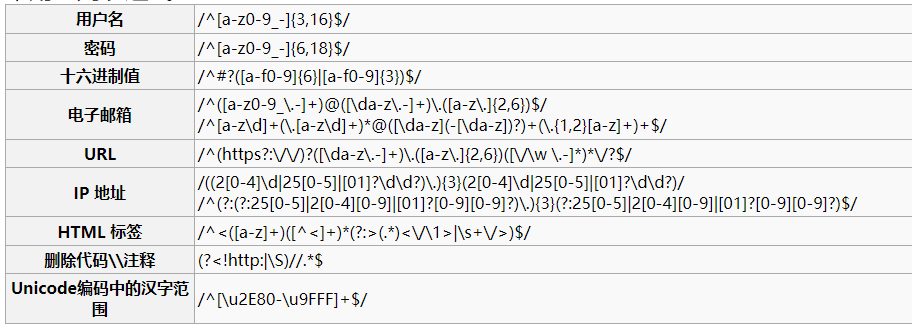 用户名 /^[a-z0-9_-]{3,16}$/
密码 /^[a-z0-9_-]{6,18}$/
十六进制值 /^#?([a-f0-9]{6}|[a-f0-9]{3})$/
电子邮箱 /^([a-z0-9_\.-]+)@([\da-z\.-]+)\.([a-z\.]{2,6})$/
/^[a-z\d]+(\.[a-z\d]+)*@([\da-z](-[\da-z])?)+(\.{1,2}[a-z]+)+$/
URL /^(https?:\/\/)?([\da-z\.-]+)\.([a-z\.]{2,6})([\/\w \.-]*)*\/?$/
IP 地址 /((2[0-4]\d|25[0-5]|[01]?\d\d?)\.){3}(2[0-4]\d|25[0-5]|[01]?\d\d?)/
/^(?:(?:25[0-5]|2[0-4][0-9]|[01]?[0-9][0-9]?)\.){3}(?:25[0-5]|2[0-4][0-9]|[01]?[0-9][0-9]?)$/
HTML 标签 /^<([a-z]+)([^<]+)*(?:>(.*)<\/\1>|\s+\/>)$/
删除代码\\注释 (?<!http:|\S)//.*$
Unicode编码中的汉字范
围 /^[\u2E80-\u9FFF]+$/